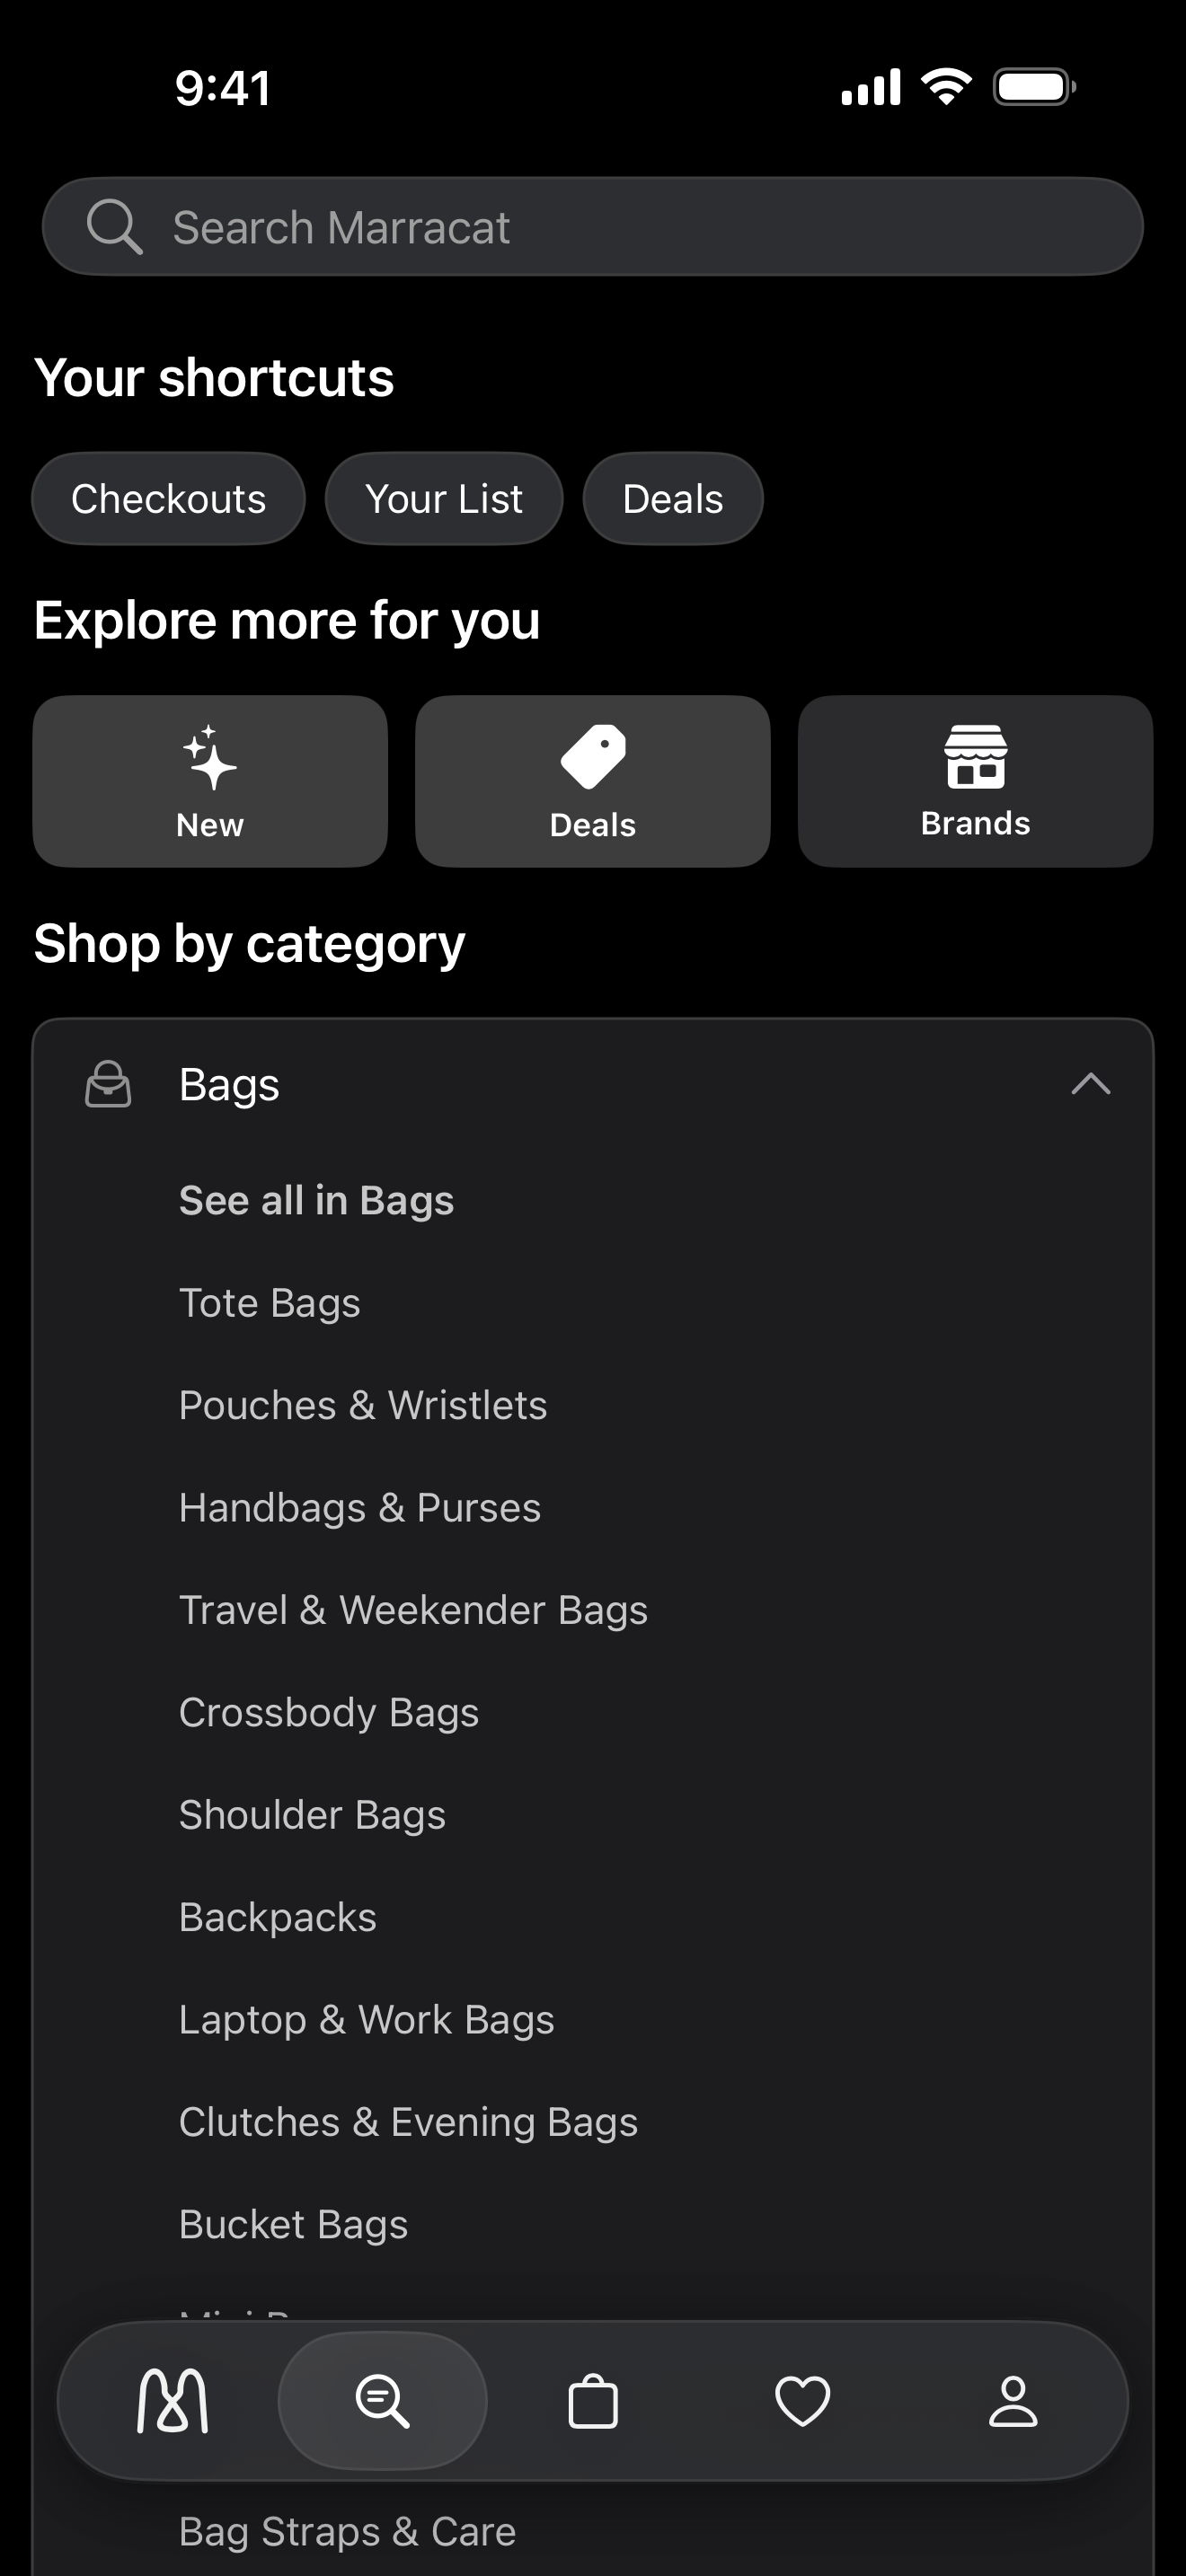 9:41
Search Marracat
Your shortcuts
Checkouts Your List Deals
Explore more for you
New Deals Brands
Shop by category
Bags
See all in Bags
Tote Bags
Pouches & Wristlets
Handbags & Purses
Travel & Weekender Bags
Crossbody Bags
Shoulder Bags
Backpacks
Laptop & Work Bags
Clutches & Evening Bags
Bucket Bags
Bag Straps & Care